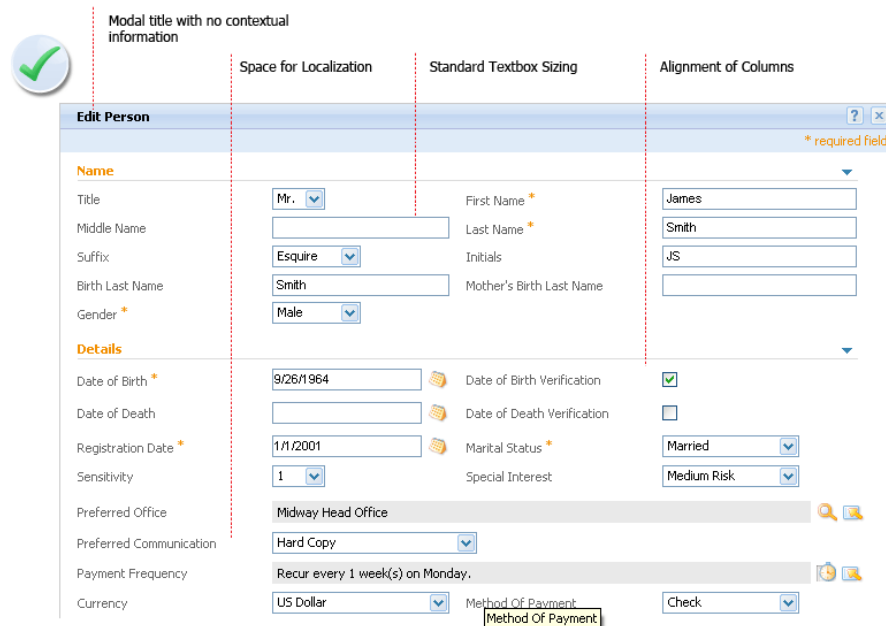 Modal title with no contextual
information
Space for Localization Standard Textbox Sizing Alignment of Columns
Edit Person ?
* required field
Name
Title Mr. First Name * James
Middle Name Last Name * Smith
Suffix Esquire Initials JS
Birth Last Name Smith Mother's Birth Last Name
Gender * Male
Details
Date of Birth * 9/26/1964 Date of Birth Verification
Date of Death Date of Death Verification
Registration Date * 1/1/2001 Marital Status * Married
Sensitivity 1 Special Interest Medium Risk
Preferred Office Midway Head Office
Preferred Communication Hard Copy
Payment Frequency Recur every 1 week(s) on Monday.
Currency US Dollar Method Of Payment Check
Method Of Payment